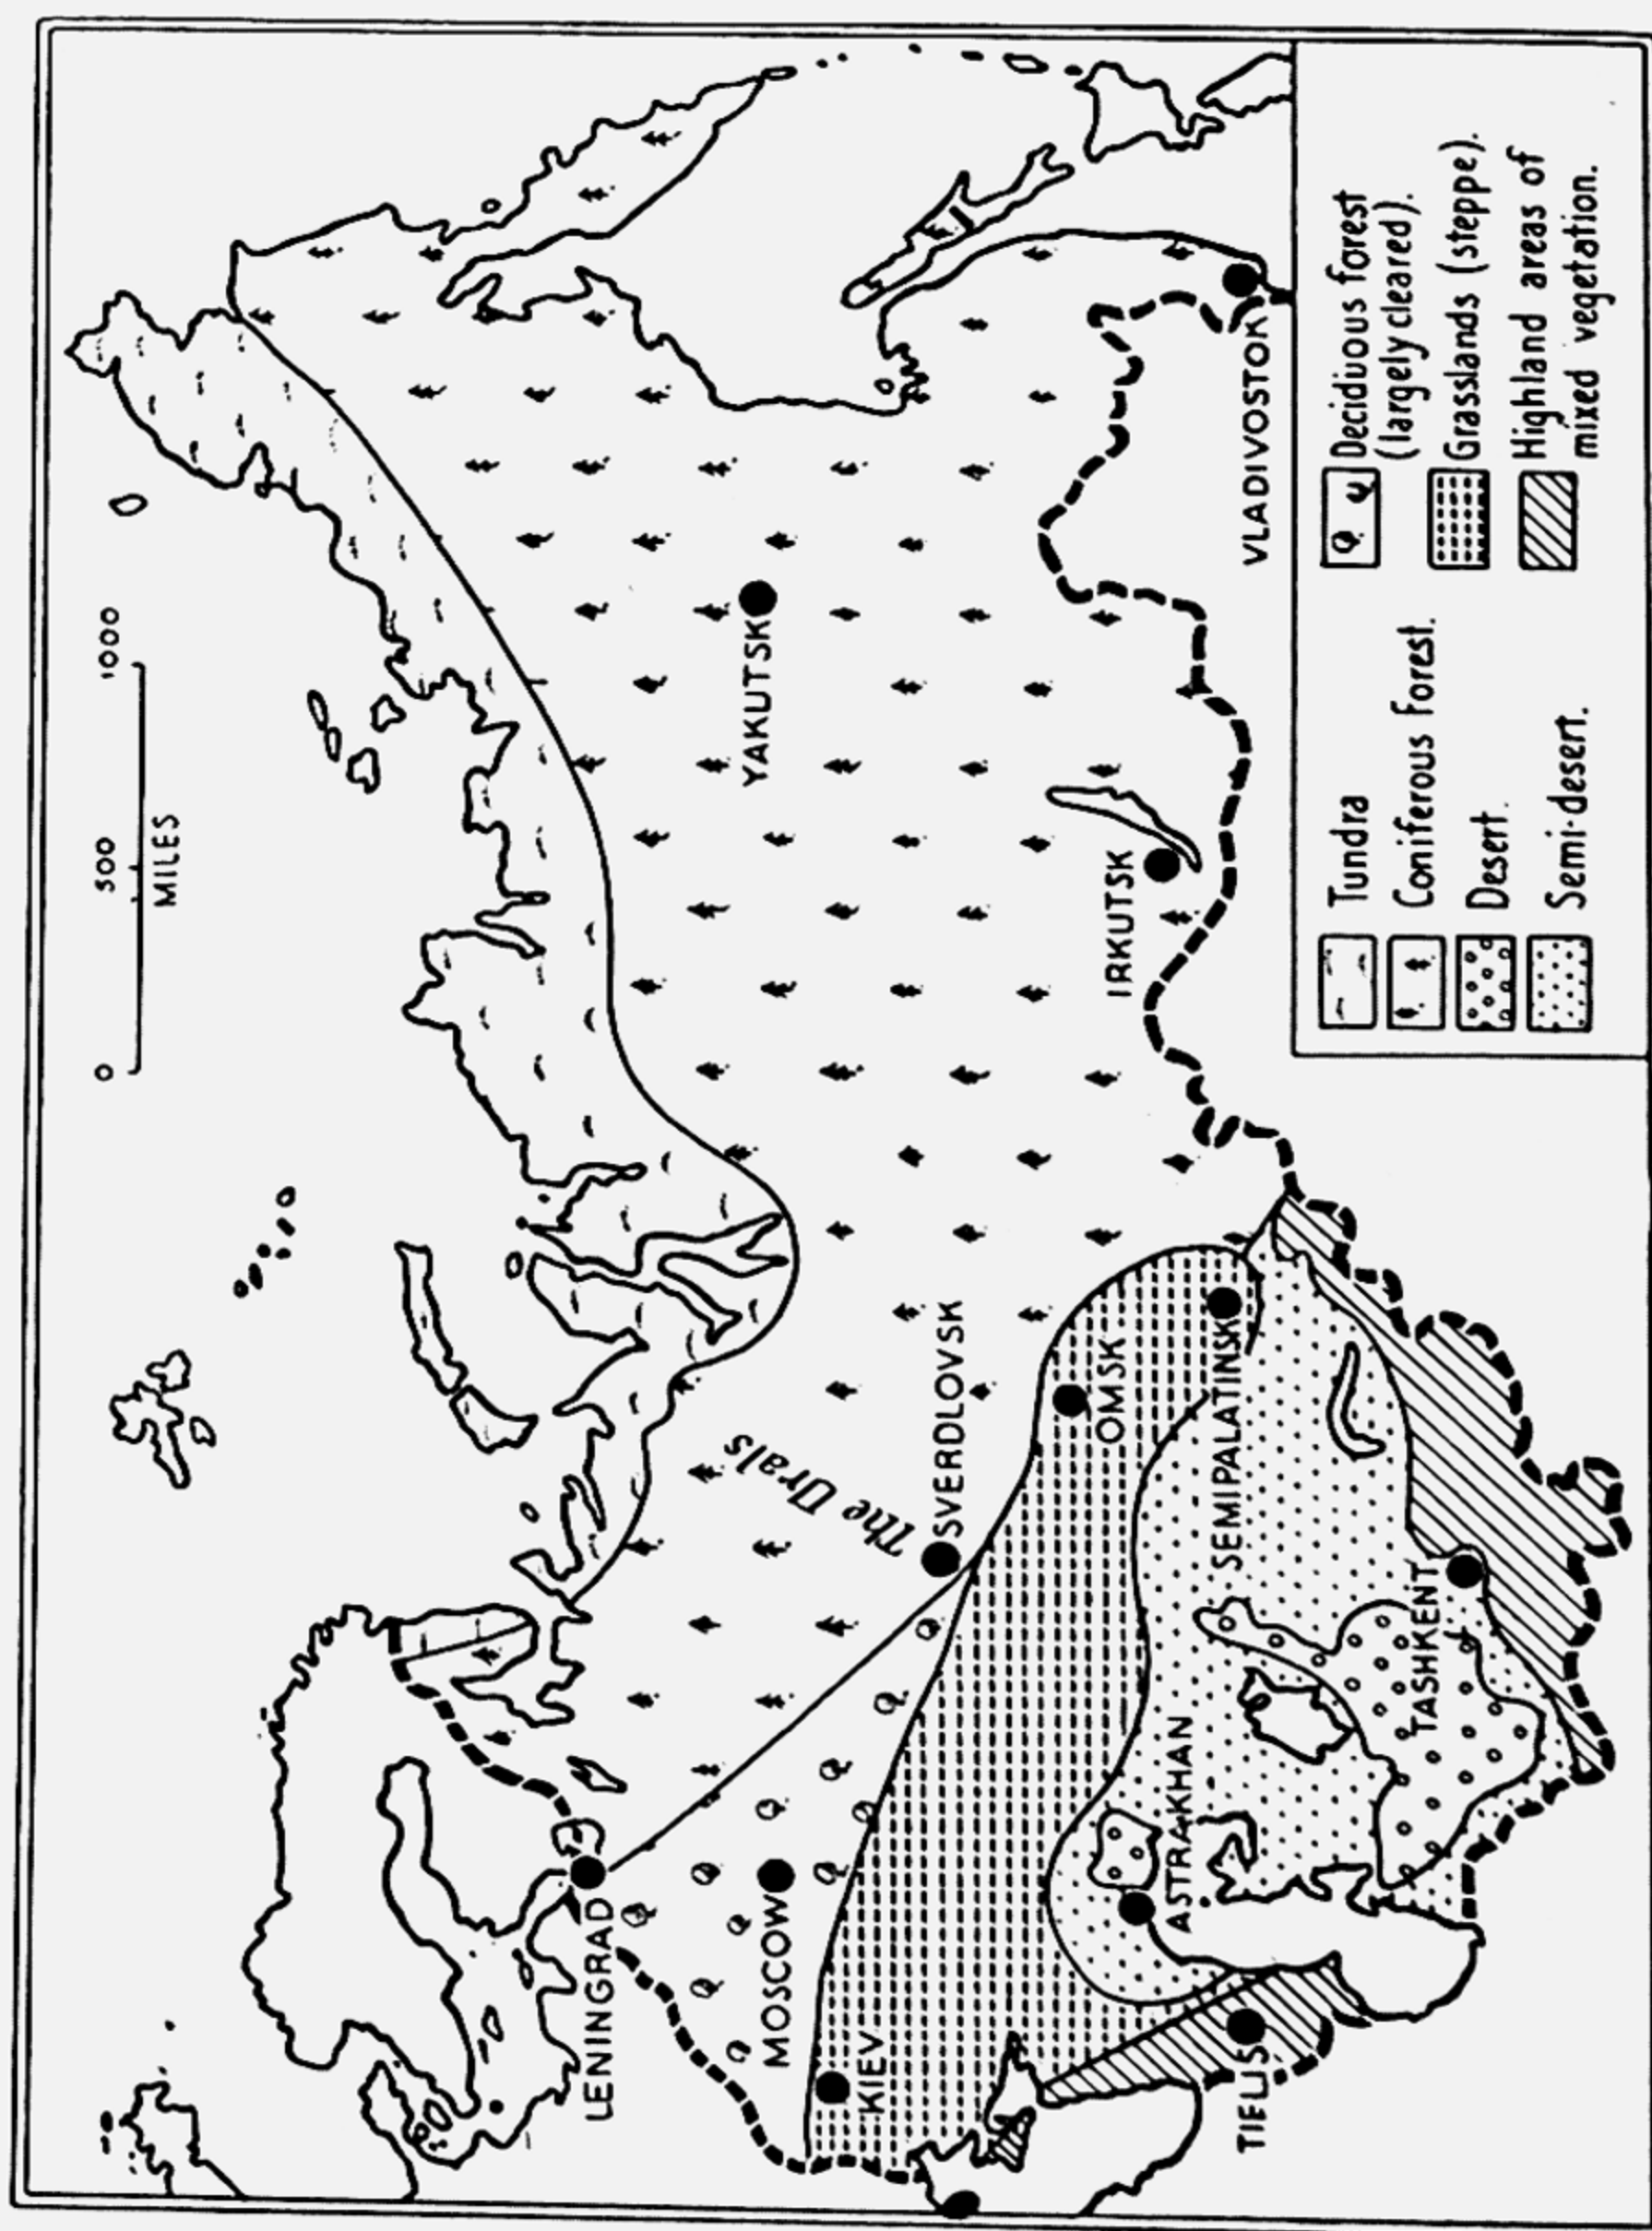 0 500 1000
MILES
YAKUTSK
VLADIVOSTOK
IRKUTSK
The Urals
SVERDLOVSK
OMSK
SEMIPALATINSK
TASHKENT
ASTRAKHAN
LENINGRAD
MOSCOW
KIEV
TIFLIS
Tundra
Coniferous Forest.
Desert.
Semi-desert.
Deciduous forest
(largely cleared).
Grasslands (steppe).
Highland areas of
mixed vegetation.